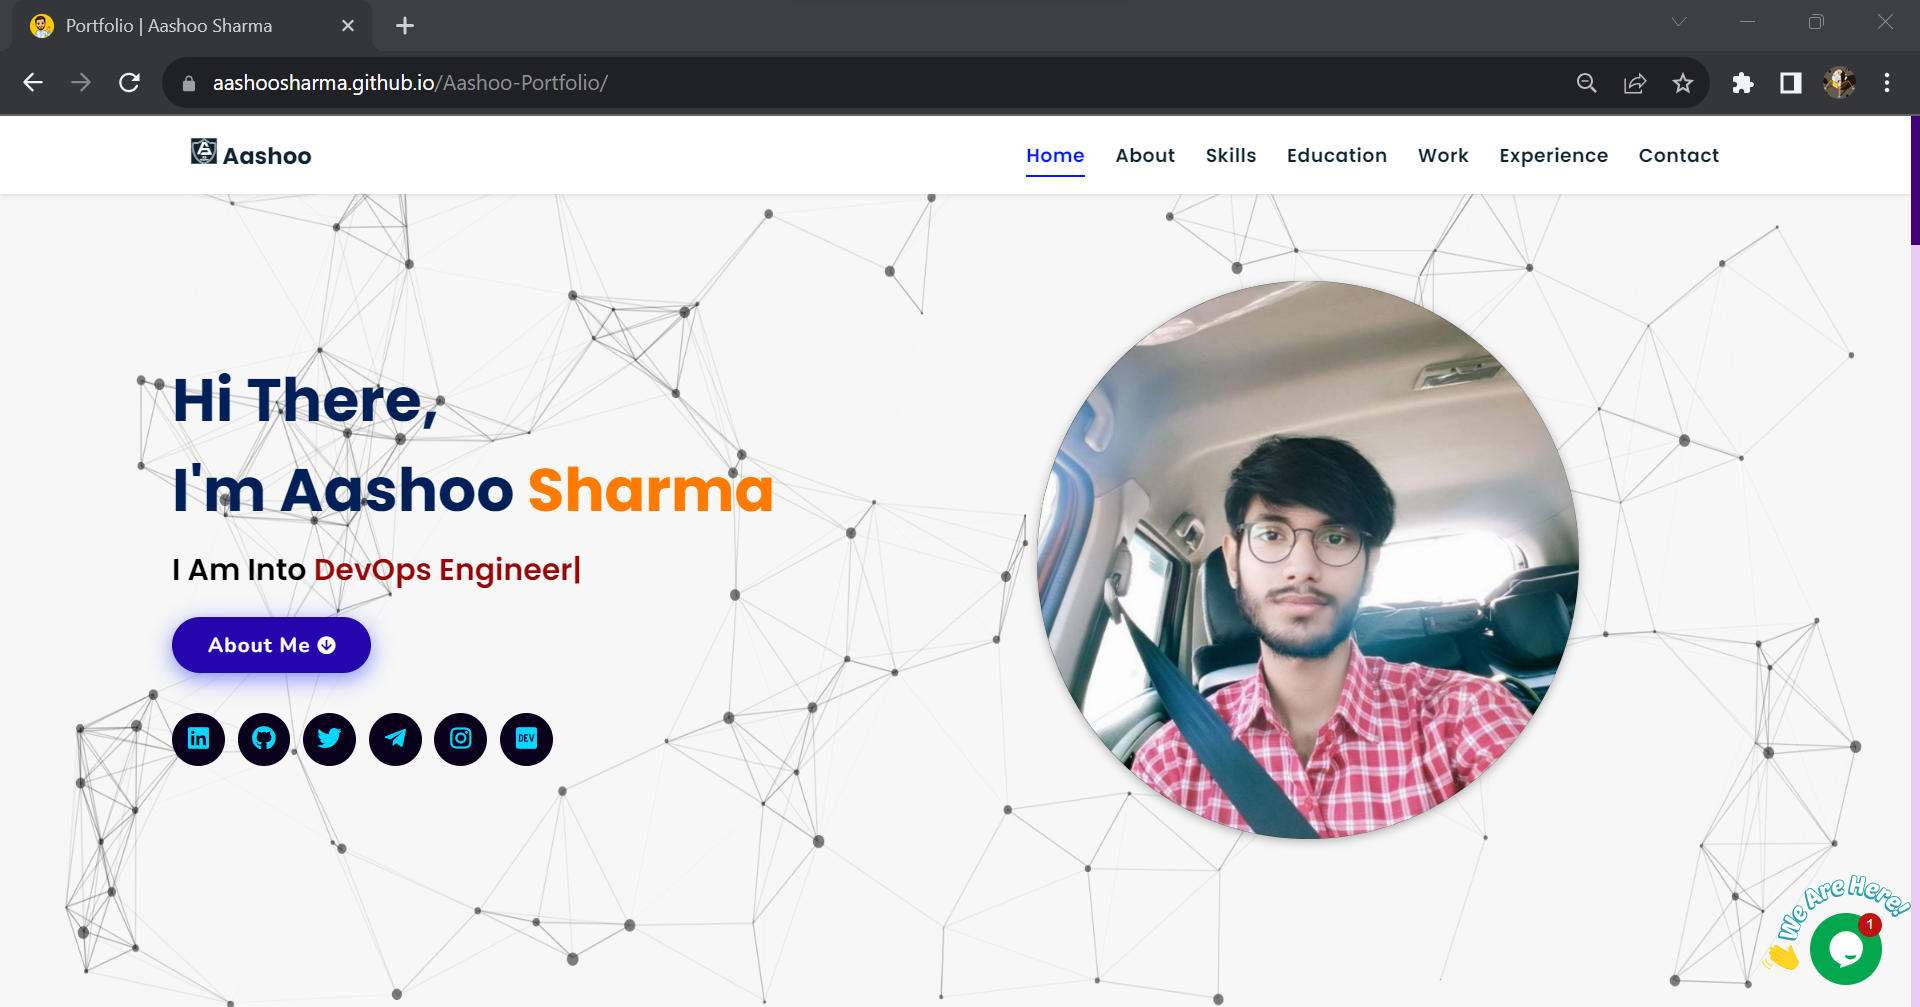 Portfolio | Aashoo Sharma
aashoosharma.github.io/Aashoo-Portfolio/
Aashoo
Home About Skills Education Work Experience Contact
Hi There,
I'm Aashoo Sharma
I Am Into DevOps Engineer|
About Me
in
DEV
We Are Here!
1